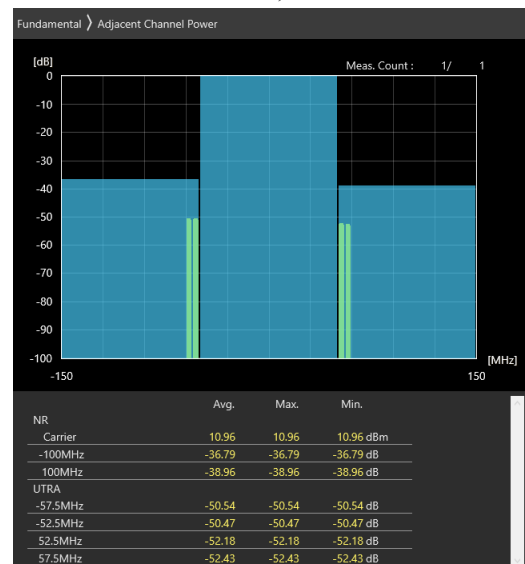 Fundamental 〉 Adjacent Channel Power
[dB]
Meas. Count : 1/ 1
0
-10
-20
-30
-40
-50
-60
-70
-80
-90
-100
[MHz]
-150 150
Avg. Max. Min.
NR
Carrier 10.96 10.96 10.96 dBm
-100MHz -36.79 -36.79 -36.79 dB
100MHz -38.96 -38.96 -38.96 dB
UTRA
-57.5MHz -50.54 -50.54 -50.54 dB
-52.5MHz -50.47 -50.47 -50.47 dB
52.5MHz -52.18 -52.18 -52.18 dB
57.5MHz -52.43 -52.43 -52.43 dB